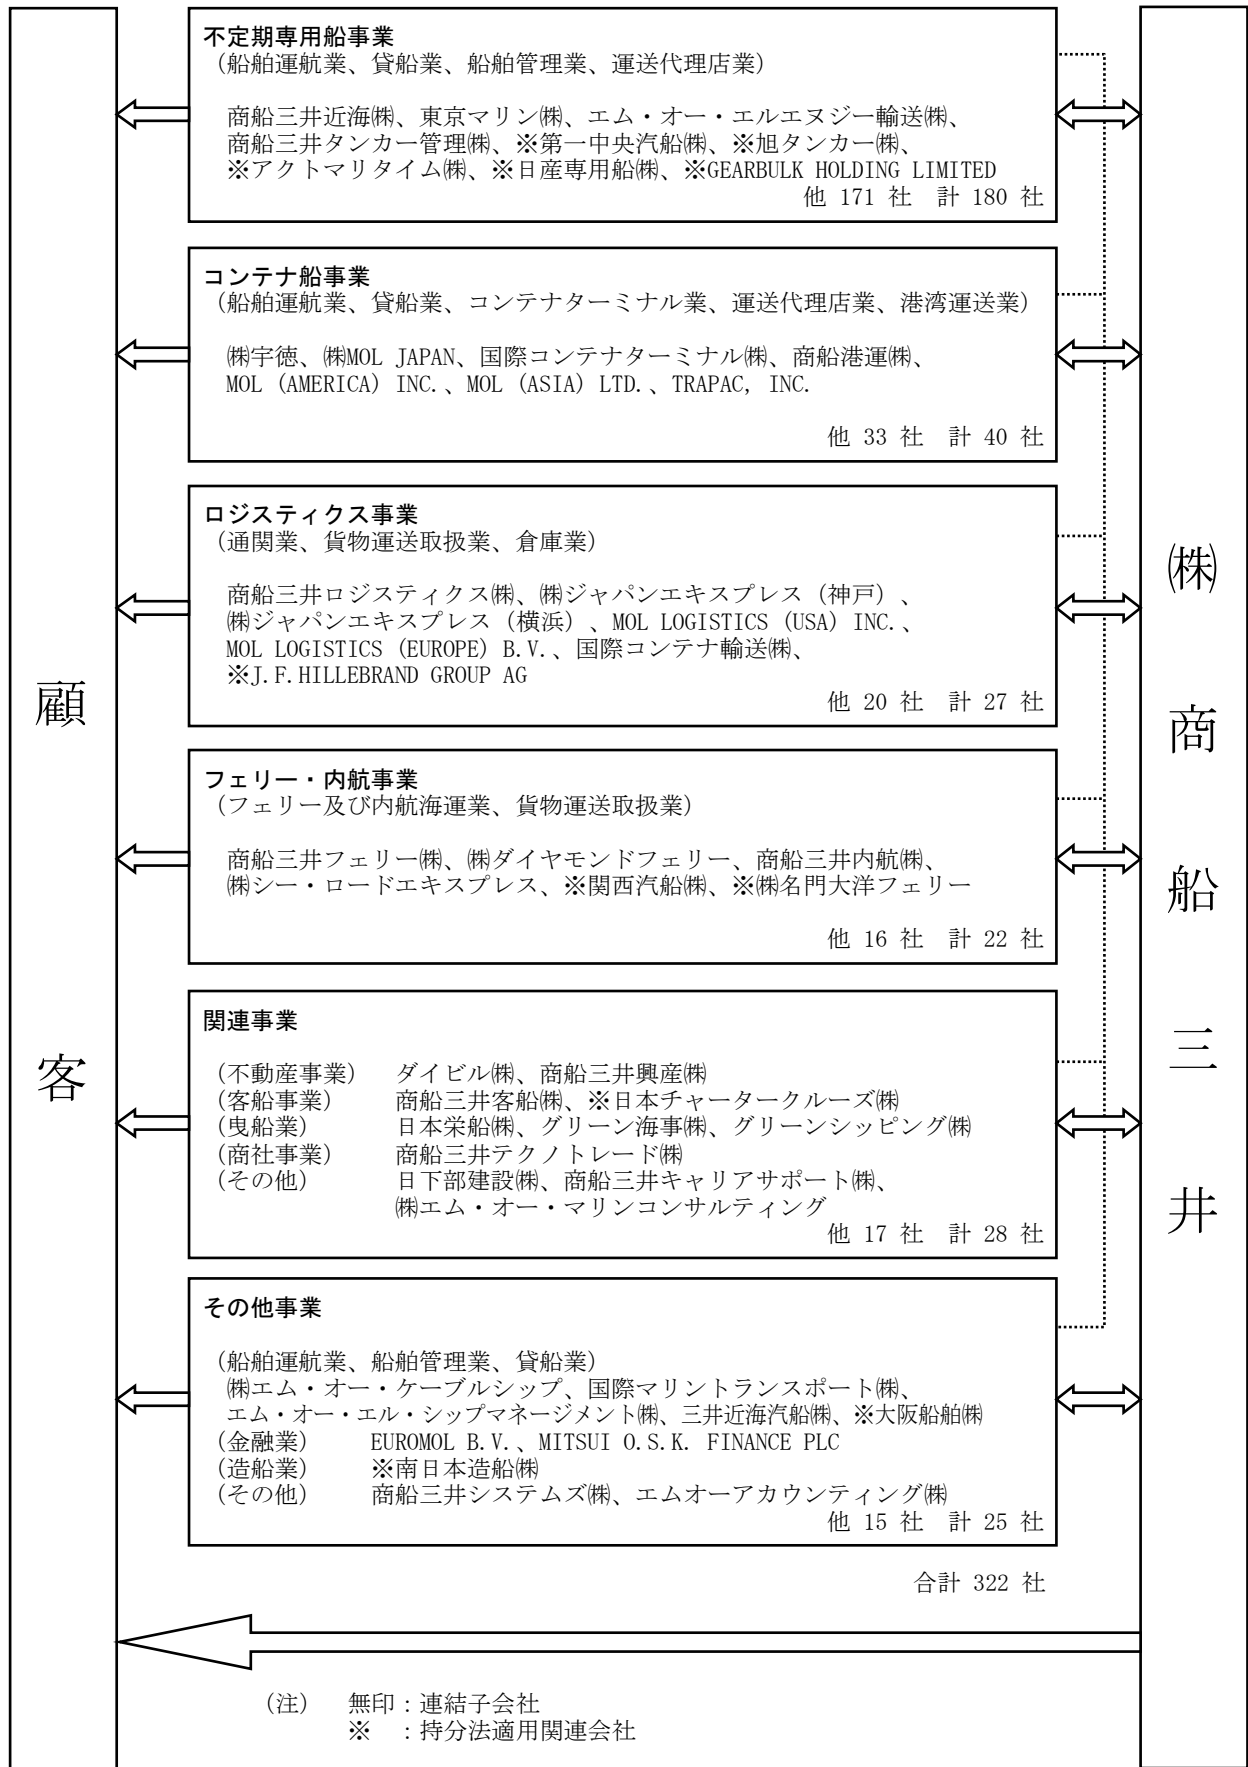 不定期専用船事業
（船舶運航業、貸船業、船舶管理業、運送代理店業）
商船三井近海㈱、東京マリン㈱、エム・オー・エルエヌジー輸送㈱、
商船三井タンカー管理㈱、※第一中央汽船㈱、※旭タンカー㈱、
※アクトマリタイム㈱、※日産専用船㈱、※GEARBULK HOLDING LIMITED
他 171 社 計 180 社
コンテナ船事業
（船舶運航業、貸船業、コンテナターミナル業、運送代理店業、港湾運送業）
㈱宇徳、㈱MOL JAPAN、国際コンテナターミナル㈱、商船港運㈱、
MOL (AMERICA) INC.、MOL (ASIA) LTD.、TRAPAC, INC.
他 33 社 計 40 社
ロジスティクス事業
（通関業、貨物運送取扱業、倉庫業）
商船三井ロジスティクス㈱、㈱ジャパンエキスプレス（神戸）、
㈱ジャパンエキスプレス（横浜）、MOL LOGISTICS (USA) INC.、
MOL LOGISTICS (EUROPE) B.V.、国際コンテナ輸送㈱、
※J.F.HILLEBRAND GROUP AG
他 20 社 計 27 社
フェリー・内航事業
（フェリー及び内航海運業、貨物運送取扱業）
商船三井フェリー㈱、㈱ダイヤモンドフェリー、商船三井内航㈱、
㈱シー・ロードエキスプレス、※関西汽船㈱、※㈱名門大洋フェリー
他 16 社 計 22 社
関連事業
（不動産事業） ダイビル㈱、商船三井興産㈱
（客船事業） 商船三井客船㈱、※日本チャータークルーズ㈱
（曳船業） 日本栄船㈱、グリーン海事㈱、グリーンシッピング㈱
（商社事業） 商船三井テクノトレード㈱
（その他） 日下部建設㈱、商船三井キャリアサポート㈱、
㈱エム・オー・マリンコンサルティング
他 17 社 計 28 社
その他事業
（船舶運航業、船舶管理業、貸船業）
㈱エム・オー・ケーブルシップ、国際マリントランスポート㈱、
エム・オー・エル・シップマネージメント㈱、三井近海汽船㈱、※大阪船舶㈱
（金融業） EUROMOL B.V.、MITSUI O.S.K. FINANCE PLC
（造船業） ※南日本造船㈱
（その他） 商船三井システムズ㈱、エムオーアカウンティング㈱
他 15 社 計 25 社
合計 322 社
顧客
㈱商船三井
（注） 無印：連結子会社
※ ：持分法適用関連会社